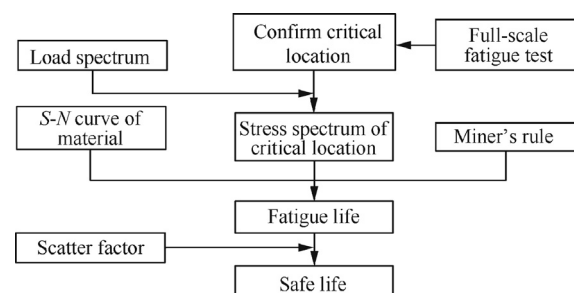 Confirm critical
location
Full-scale
fatigue test
Load spectrum
S-N curve of
material
Stress spectrum of
critical location
Miner's rule
Fatigue life
Scatter factor
Safe life